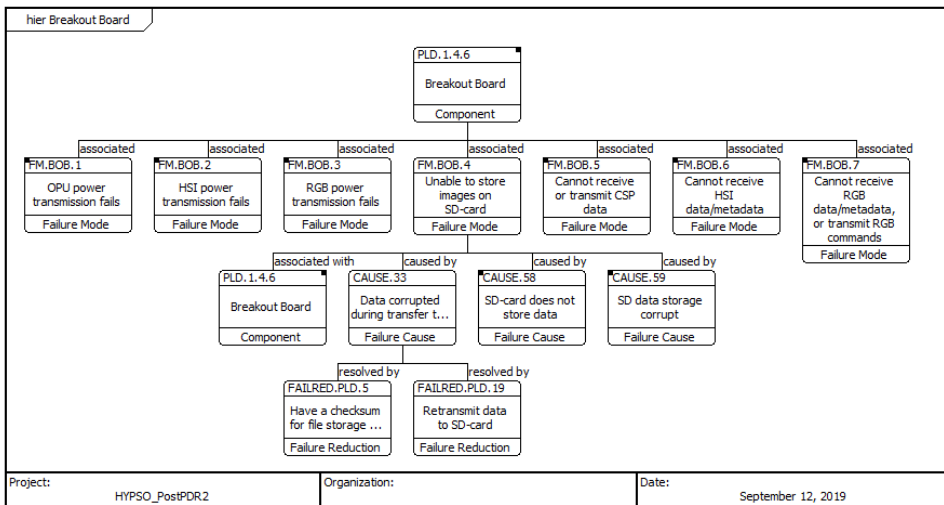 hier Breakout Board
PLD.1.4.6
Breakout Board
Component
associated
associated
associated
associated
associated
associated
associated
FM.BOB.1
OPU power
transmission fails
Failure Mode
FM.BOB.2
HSI power
transmission fails
Failure Mode
FM.BOB.3
RGB power
transmission fails
Failure Mode
FM.BOB.4
Unable to store
images on
SD-card
Failure Mode
FM.BOB.5
Cannot receive
or transmit CSP
data
Failure Mode
FM.BOB.6
Cannot receive
HSI
data/metadata
Failure Mode
FM.BOB.7
Cannot receive
RGB
data/metadata,
or transmit RGB
commands
Failure Mode
associated with
caused by
caused by
caused by
PLD.1.4.6
Breakout Board
Component
CAUSE.33
Data corrupted
during transfer t...
Failure Cause
CAUSE.58
SD-card does not
store data
Failure Cause
CAUSE.59
SD data storage
corrupt
Failure Cause
resolved by
resolved by
FAILRED.PLD.5
Have a checksum
for file storage ...
Failure Reduction
FAILRED.PLD.19
Retransmit data
to SD-card
Failure Reduction
Project:
HYPSO_PostPDR2
Organization:
Date:
September 12, 2019